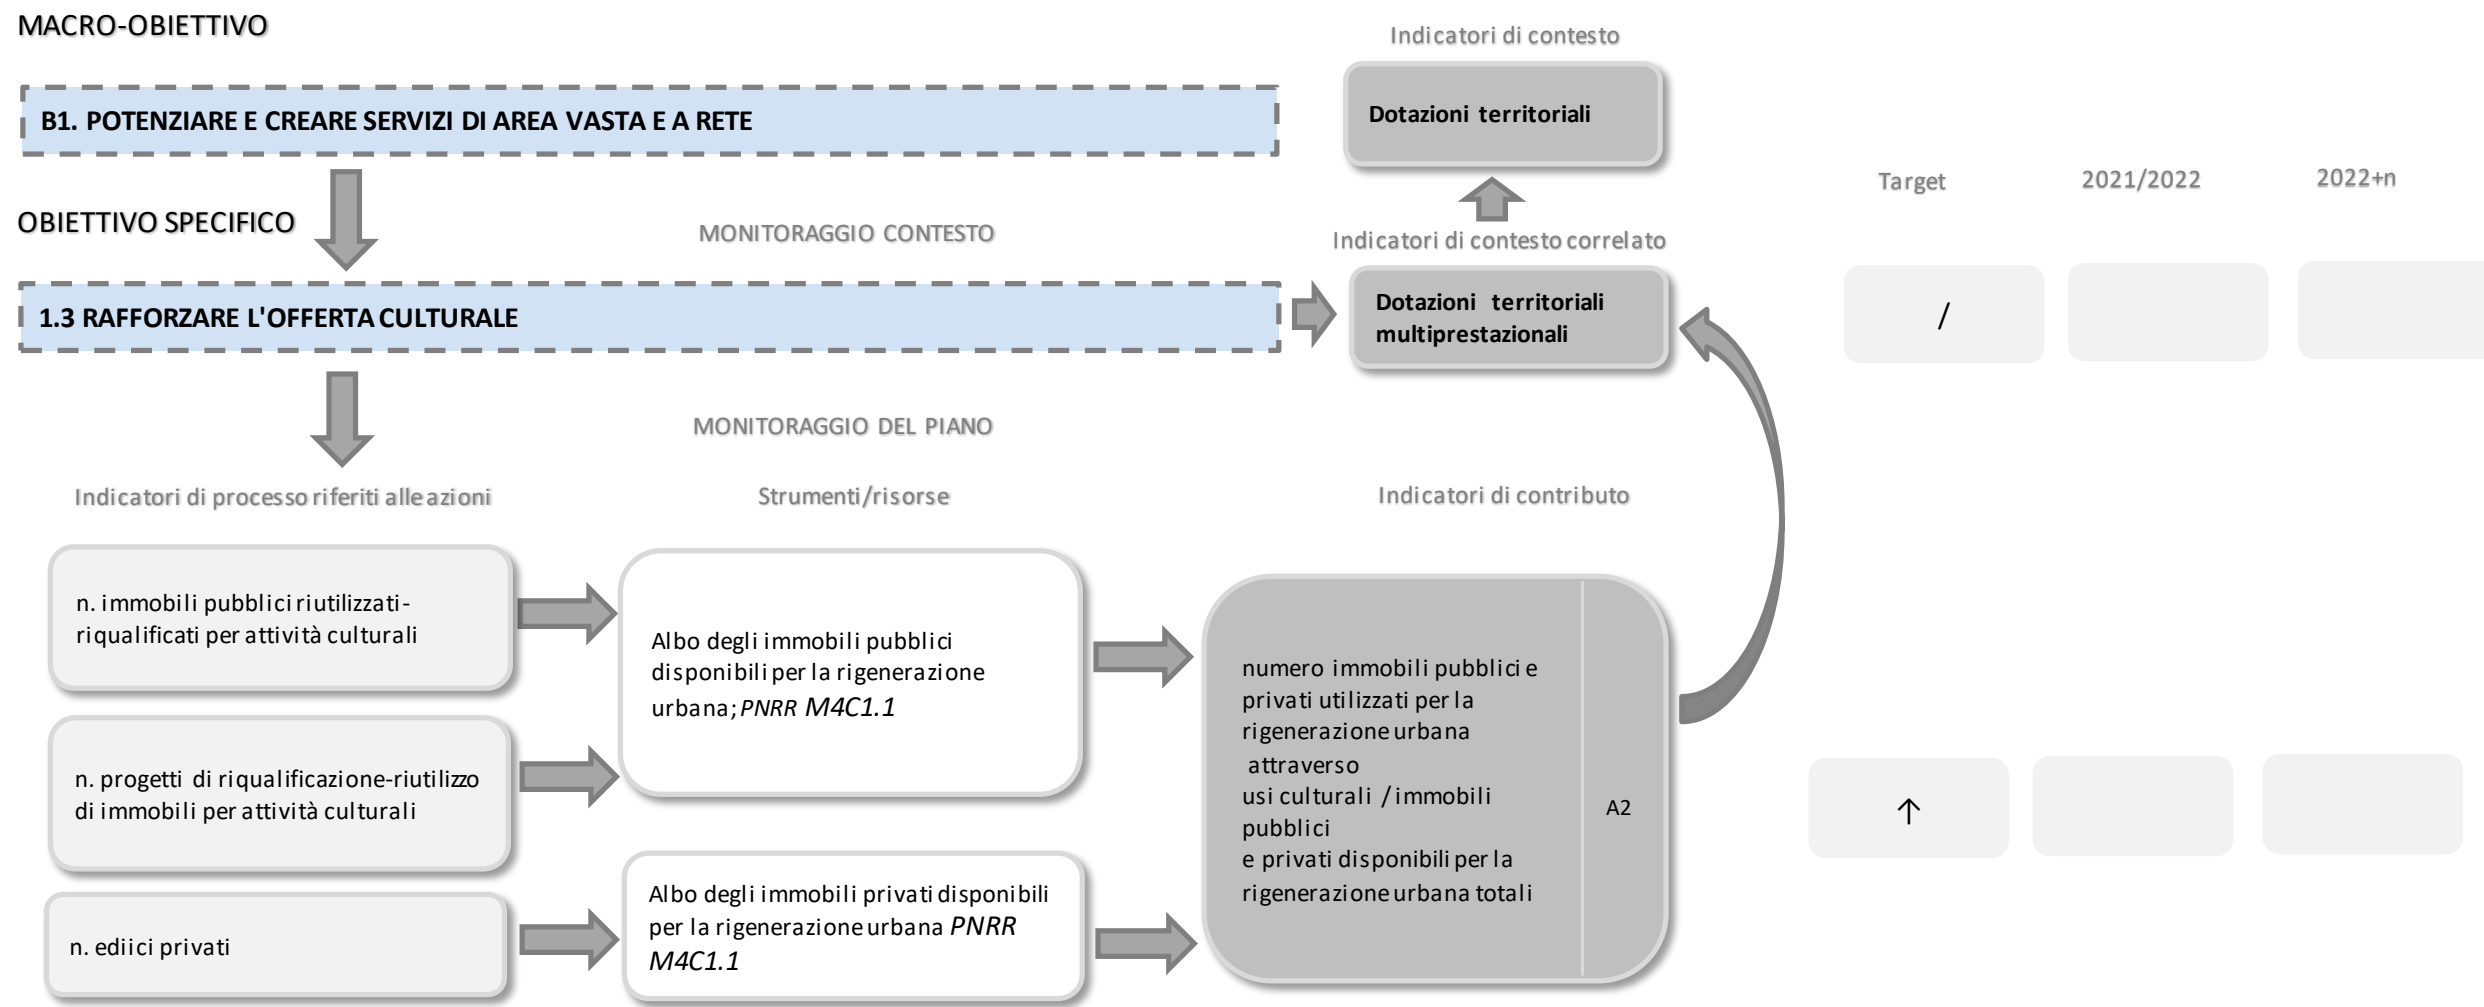 MACRO-OBIETTIVO
Indicatori di contesto
B1. POTENZIARE E CREARE SERVIZI DI AREA VASTA E A RETE
Dotazioni territoriali
Target
2021/2022
2022+n
OBIETTIVO SPECIFICO
MONITORAGGIO CONTESTO
Indicatori di contesto correlato
1.3 RAFFORZARE L'OFFERTA CULTURALE
Dotazioni territoriali
multiprestazionali
/
MONITORAGGIO DEL PIANO
Indicatori di processo riferiti alle azioni
Strumenti/risorse
Indicatori di contributo
n. immobili pubblici riutilizzati-
riqualificati per attività culturali
Albo degli immobili pubblici
disponibili per la rigenerazione
urbana; PNRR M4C1.1
n. progetti di riqualificazione-riutilizzo
di immobili per attività culturali
numero immobili pubblici e
privati utilizzati per la
rigenerazione urbana
attraverso
usi culturali / immobili
pubblici
e privati disponibili per la
rigenerazione urbana totali
A2
↑
n. ediici privati
Albo degli immobili privati disponibili
per la rigenerazione urbana PNRR
M4C1.1